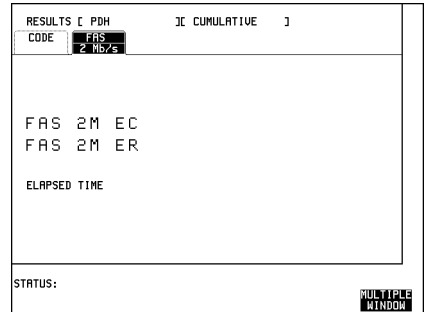 RESULTS [ PDH ][ CUMULATIVE ]
CODE FAS
2 Mb/s
FAS 2M EC
FAS 2M ER
ELAPSED TIME
STATUS:
MULTIPLE
WINDOW